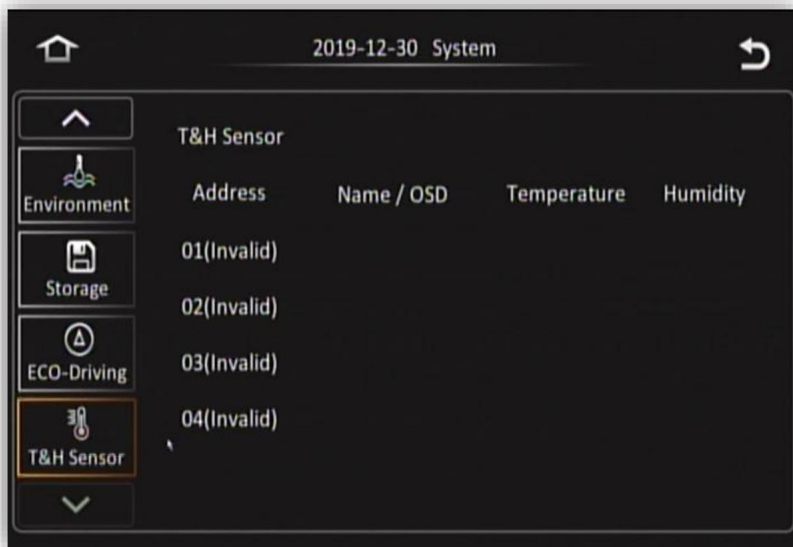 2019-12-30 System
Environment
Storage
ECO-Driving
T&H Sensor
T&H Sensor
Address Name / OSD Temperature Humidity
01(Invalid)
02(Invalid)
03(Invalid)
04(Invalid)